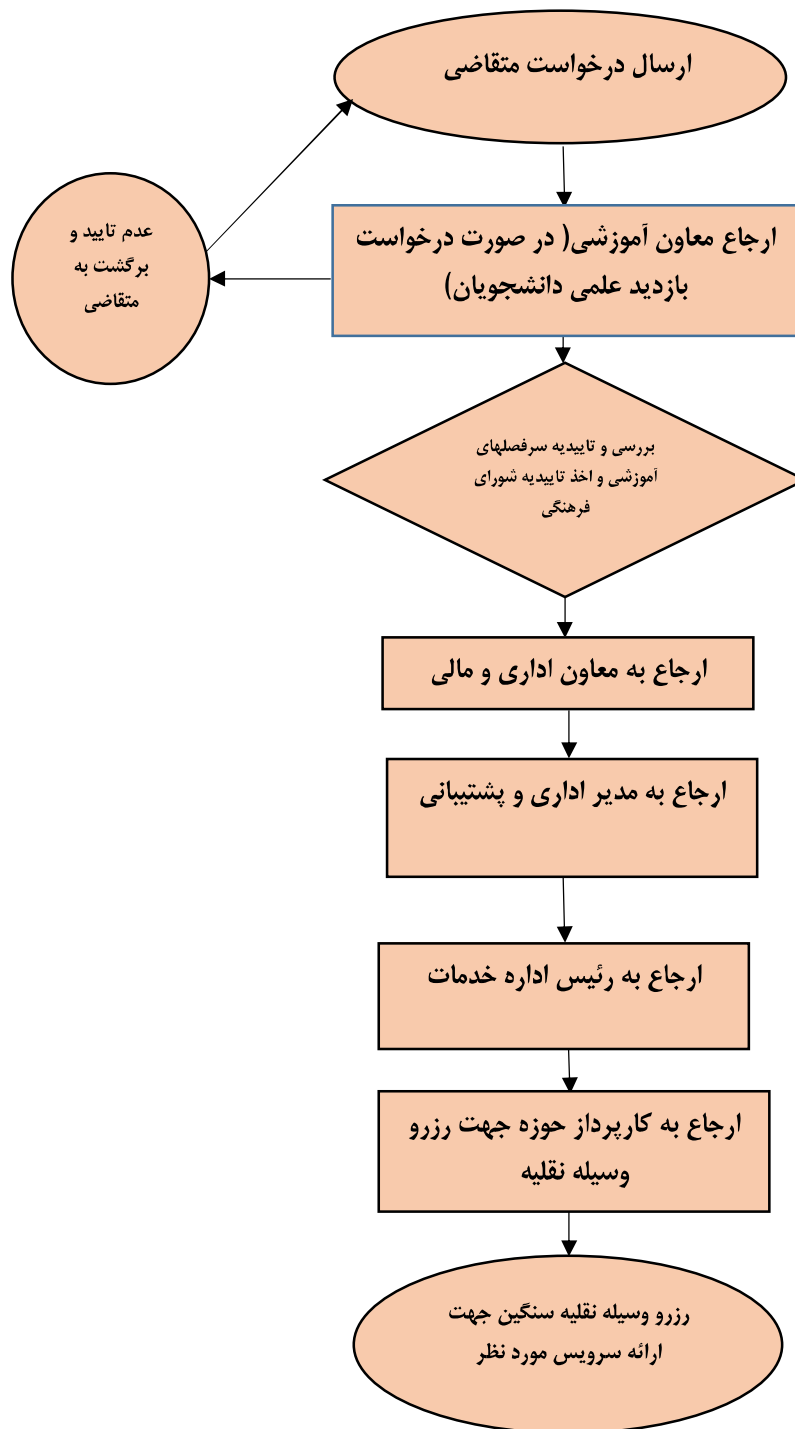 ارسال درخواست متقاضی
ارجاع معاون آموزشی( در صورت درخواست
بازدید علمی دانشجویان)
عدم تایید و
برگشت به
متقاضی
بررسی و تاییدیه سرفصلهای
آموزشی و اخذ تاییدیه شورای
فرهنگی
ارجاع به معاون اداری و مالی
ارجاع به مدیر اداری و پشتیبانی
ارجاع به رئیس اداره خدمات
ارجاع به کارپرداز حوزه جهت رزرو
وسیله نقلیه
رزرو وسیله نقلیه سنگین جهت
ارائه سرویس مورد نظر